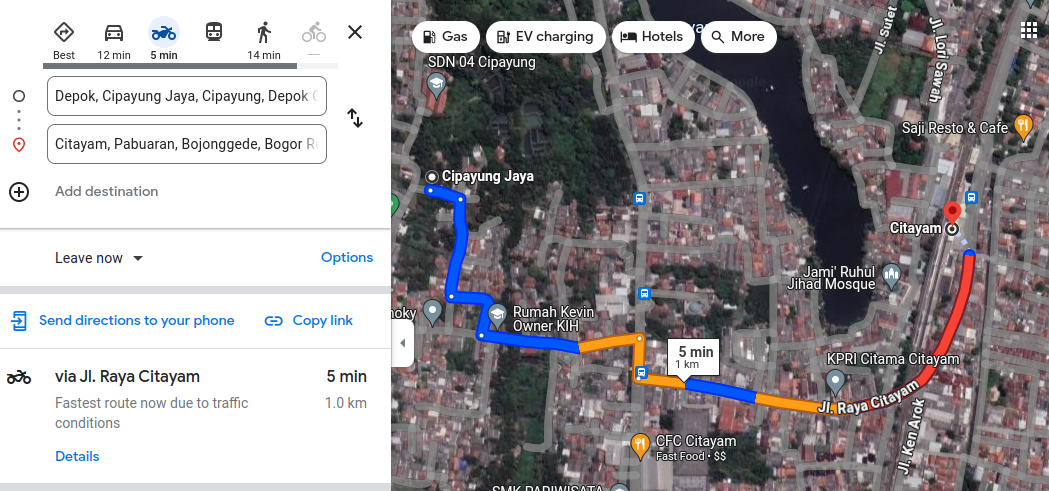 Best
12 min
5 min
14 min
—
Depok, Cipayung Jaya, Cipayung, Depok
Citayam, Pabuaran, Bojonggede, Bogor R
Add destination
Leave now
Options
Send directions to your phone
Copy link
via Jl. Raya Citayam
5 min
Fastest route now due to traffic
1.0 km
conditions
Details
Gas
EV charging
Hotels
More
SDN 04 Cipayung
Jl. Sutet
Jl. Lori Sawah
Google
Saji Resto & Cafe
Cipayung Jaya
Citayam
Jami' Ruhul
Jihad Mosque
Rumah Kevin
Owner KIH
5 min
1 km
KPRI Citama Citayam
Jl. Raya Citayam
Jl. Ken Arok
CFC Citayam
Fast Food • $$
SMK PARIWISATA